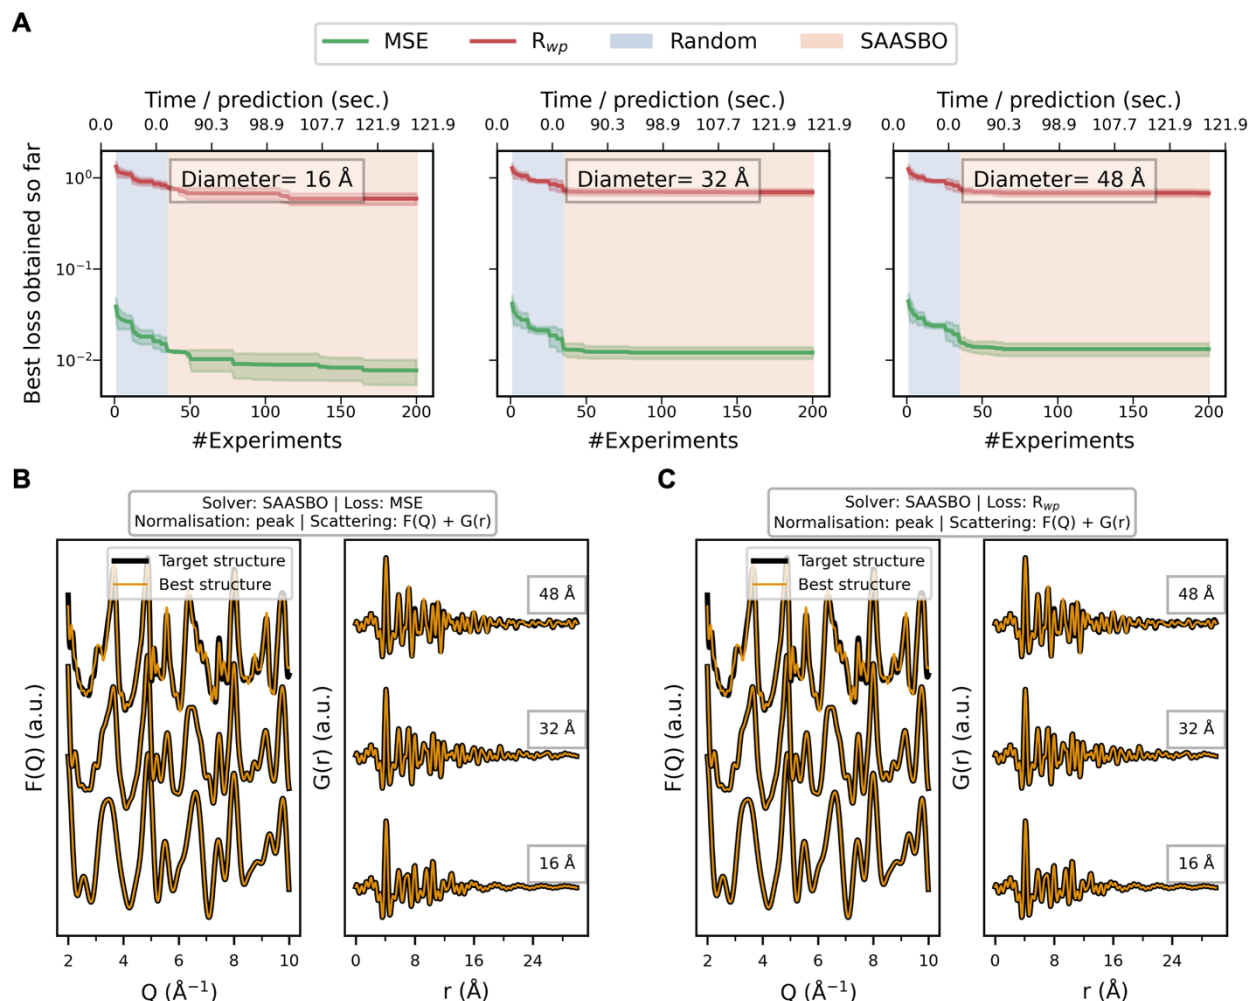 A
MSE R_wp Random SAASBO
Time / prediction (sec.) Time / prediction (sec.) Time / prediction (sec.)
0.0 0.0 90.3 98.9 107.7 121.9 121.9 0.0 0.0 90.3 98.9 107.7 121.9 121.9 0.0 0.0 90.3 98.9 107.7 121.9 121.9
Best loss obtained so far
10⁰
10⁻¹
10⁻²
Diameter= 16 Å Diameter= 32 Å Diameter= 48 Å
0 50 100 150 200 0 50 100 150 200 0 50 100 150 200
#Experiments #Experiments #Experiments
B
Solver: SAASBO | Loss: MSE
Normalisation: peak | Scattering: F(Q) + G(r)
Target structure
Best structure
F(Q) (a.u.)
G(r) (a.u.)
48 Å
32 Å
16 Å
2 4 6 8 10 0 8 16 24
Q (Å⁻¹) r (Å)
C
Solver: SAASBO | Loss: R_wp
Normalisation: peak | Scattering: F(Q) + G(r)
Target structure
Best structure
F(Q) (a.u.)
G(r) (a.u.)
48 Å
32 Å
16 Å
2 4 6 8 10 0 8 16 24
Q (Å⁻¹) r (Å)